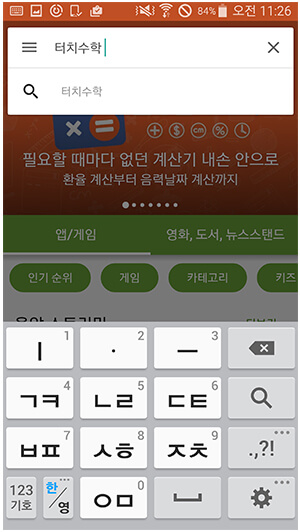 84% 오전 11:26
터치수학
터치수학
필요할 때마다 없던 계산기 내손 안으로
환율 계산부터 음력날짜 계산까지
앱/게임 영화, 도서, 뉴스스탠드
인기 순위 게임 카테고리 키즈
ㅣ 1 · 2 ㅡ 3
ㄱㅋ 4 ㄴㄹ 5 ㄷㅌ 6
ㅂㅍ 7 ㅅㅎ 8 ㅈㅊ 9 .,?!
123 기호 한/영 ㅇㅁ 0